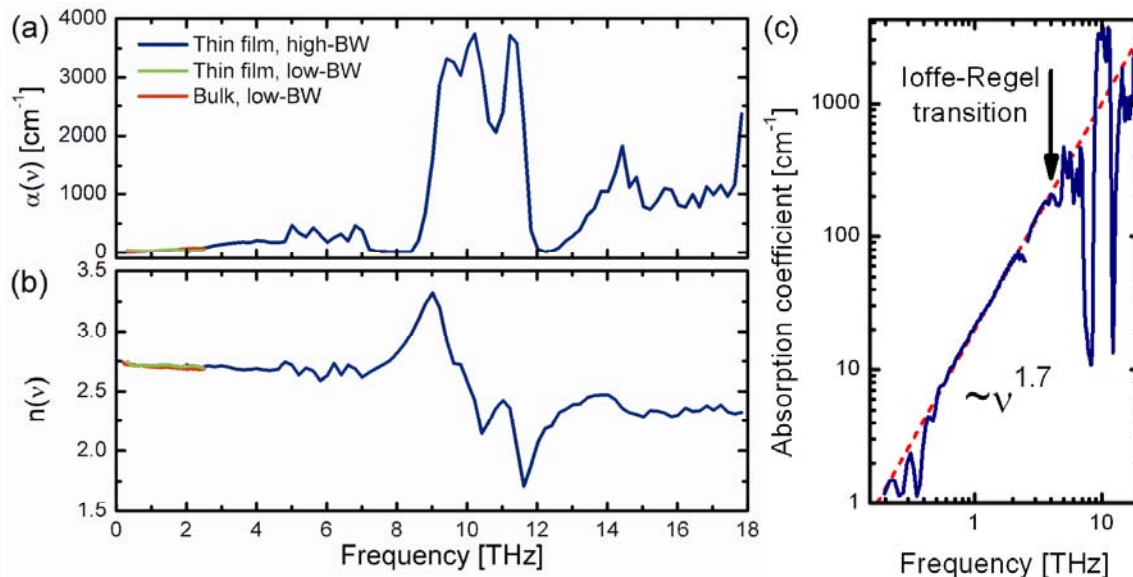 (a)
Thin film, high-BW
Thin film, low-BW
Bulk, low-BW
α(ν) [cm⁻¹]
4000
3000
2000
1000
0
(b)
n(ν)
3.5
3.0
2.5
2.0
1.5
0 2 4 6 8 10 12 14 16 18
Frequency [THz]
(c)
Ioffe-Regel
transition
~ν^1.7
Absorption coefficient [cm⁻¹]
1000
100
10
1
1 10
Frequency [THz]